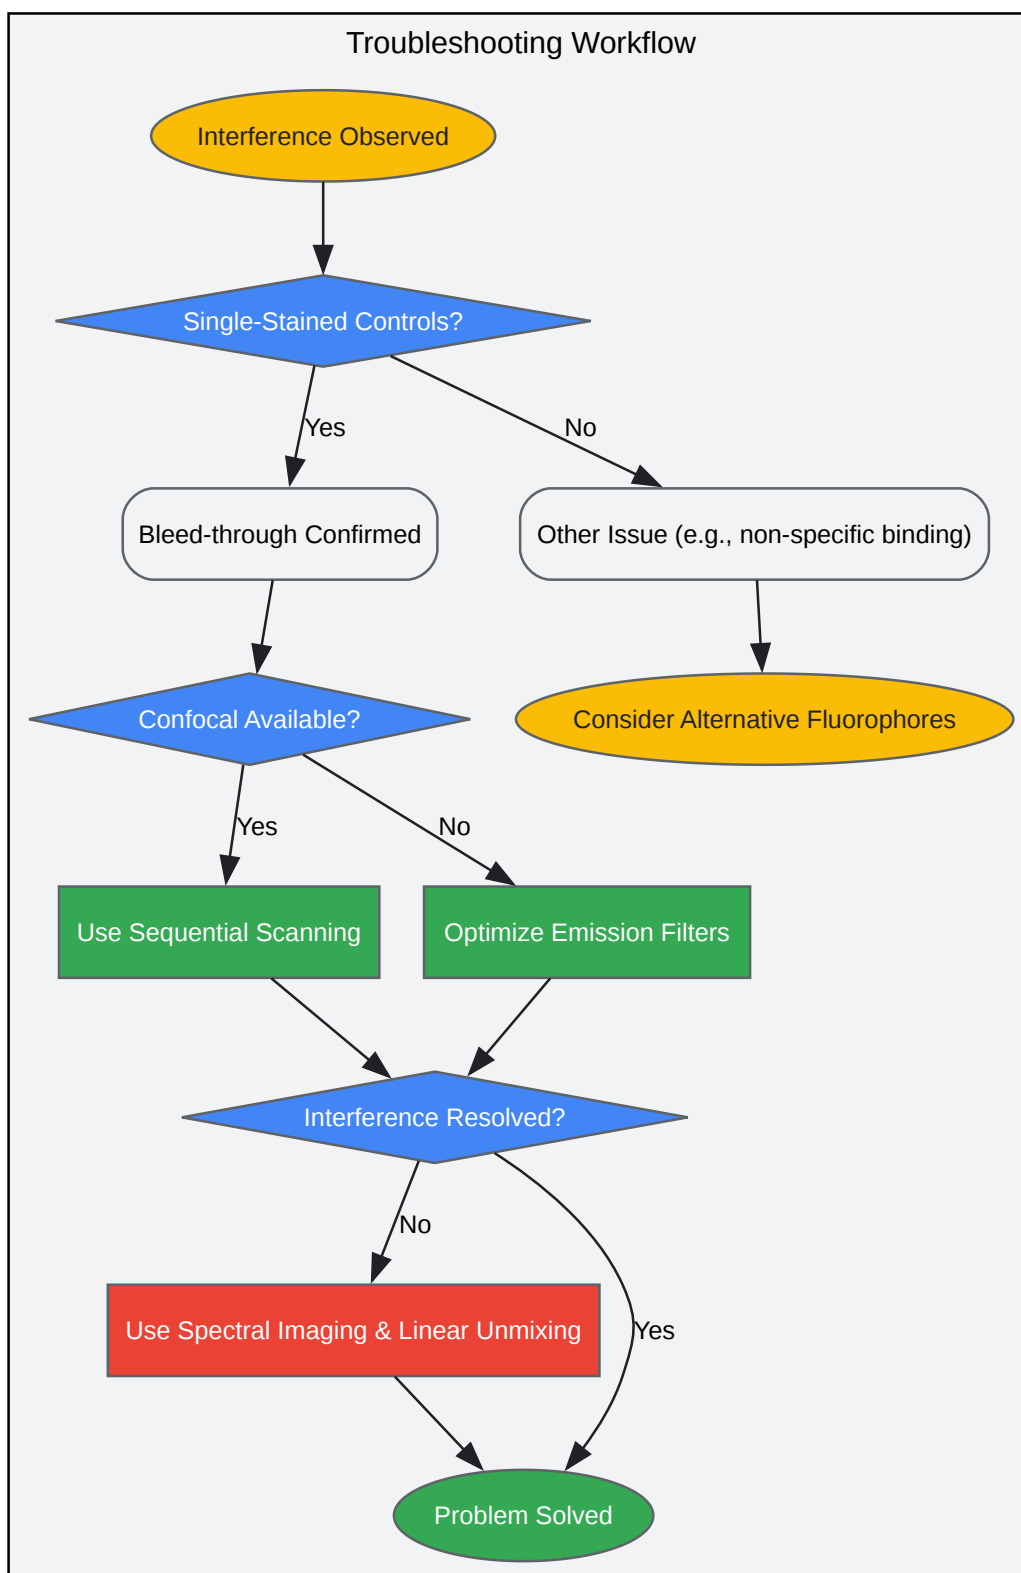 Troubleshooting Workflow
Interference Observed
Single-Stained Controls?
Yes
No
Bleed-through Confirmed
Other Issue (e.g., non-specific binding)
Confocal Available?
Consider Alternative Fluorophores
Yes
No
Use Sequential Scanning
Optimize Emission Filters
Interference Resolved?
No
Use Spectral Imaging & Linear Unmixing
Yes
Problem Solved